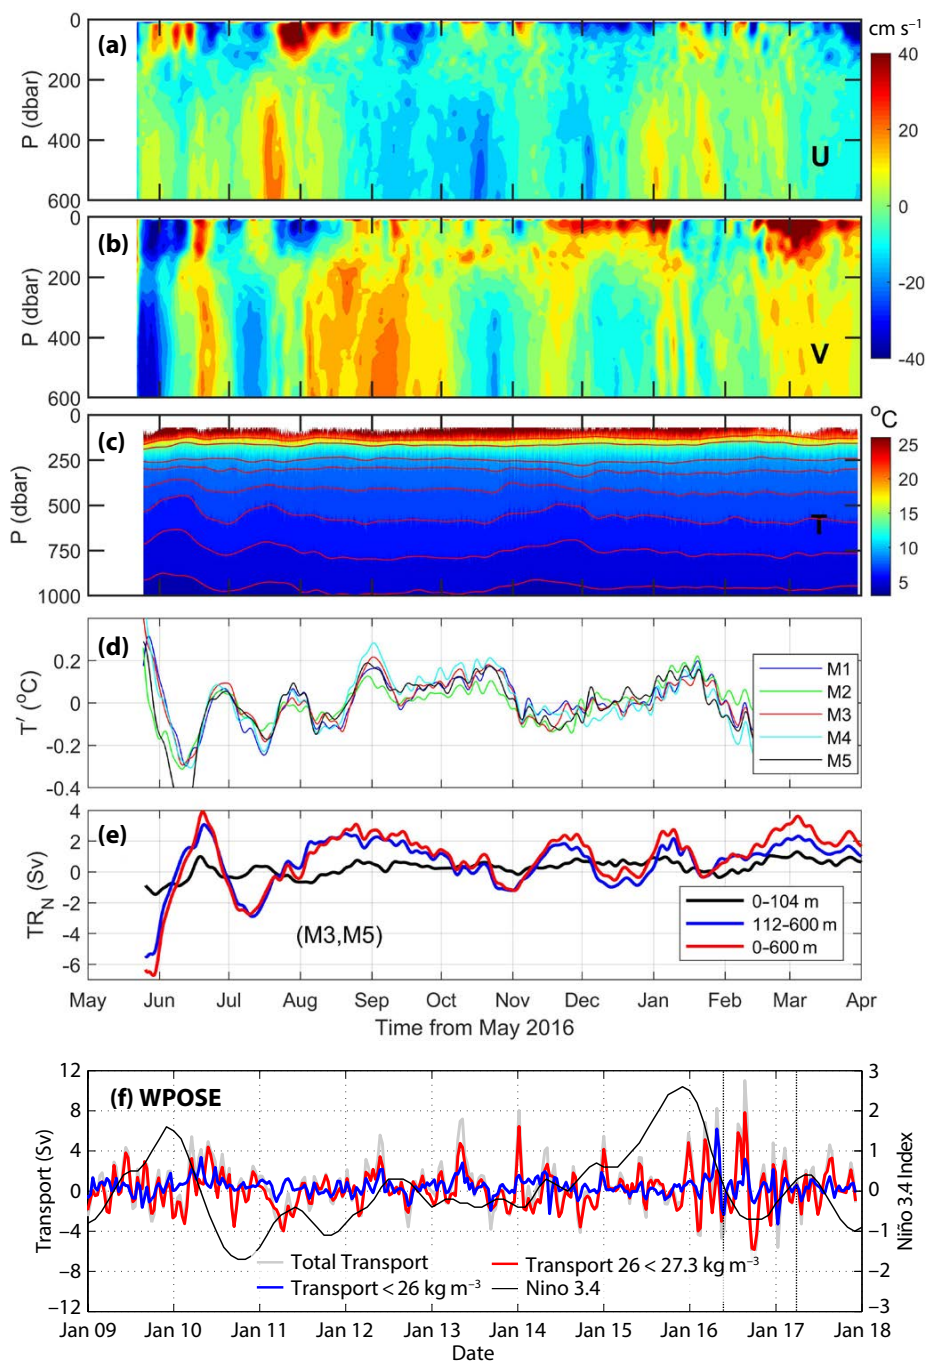 (a)
cm s⁻¹
0
200
400
600
P (dbar)
U
40
20
0
−20
−40
(b)
0
200
400
600
P (dbar)
V
(c)
0
250
500
750
1000
P (dbar)
T
°C
25
20
15
10
5
(d)
0.2
0
-0.2
-0.4
T′ (°C)
M1
M2
M3
M4
M5
(e)
4
2
0
-2
-4
-6
TR_N (Sv)
(M3,M5)
0–104 m
112–600 m
0–600 m
May Jun Jul Aug Sep Oct Nov Dec Jan Feb Mar Apr
Time from May 2016
(f) WPOSE
12
8
4
0
−4
−8
−12
Transport (Sv)
3
2
1
0
−1
−2
−3
Niño 3.4 Index
Total Transport
Transport 26 < 27.3 kg m⁻³
Transport < 26 kg m⁻³
Nino 3.4
Jan 09 Jan 10 Jan 11 Jan 12 Jan 13 Jan 14 Jan 15 Jan 16 Jan 17 Jan 18
Date